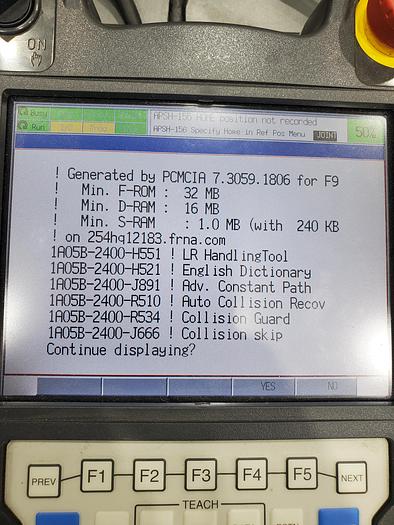 ON
Busy
Run
APSH-156 HOME position not recorded
APSH-156 Specify Home in Ref Pos Menu JOINT 50%
! Generated by PCMCIA 7.3059.1806 for F9
! Min. F-ROM : 32 MB
! Min. D-RAM : 16 MB
! Min. S-RAM : 1.0 MB (with 240 KB
! on 254hq12183.frna.com
1A05B-2400-H551 ! LR HandlingTool
1A05B-2400-H521 ! English Dictionary
1A05B-2400-J891 ! Adv. Constant Path
1A05B-2400-R510 ! Auto Collision Recov
1A05B-2400-R534 ! Collision Guard
1A05B-2400-J666 ! Collision skip
Continue displaying?
YES NO
PREV F1 F2 F3 F4 F5 NEXT
TEACH